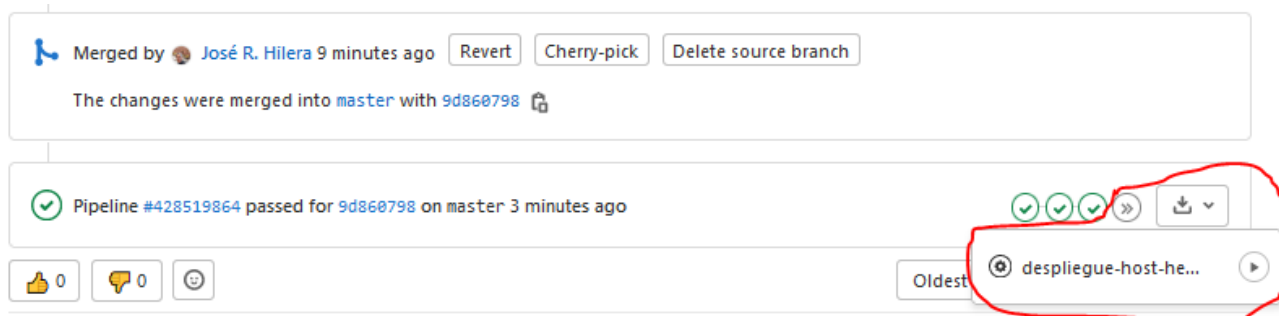 Merged by José R. Hilera 9 minutes ago Revert Cherry-pick Delete source branch
The changes were merged into master with 9d860798
Pipeline #428519864 passed for 9d860798 on master 3 minutes ago
despliegue-host-he...
0 0 Oldest